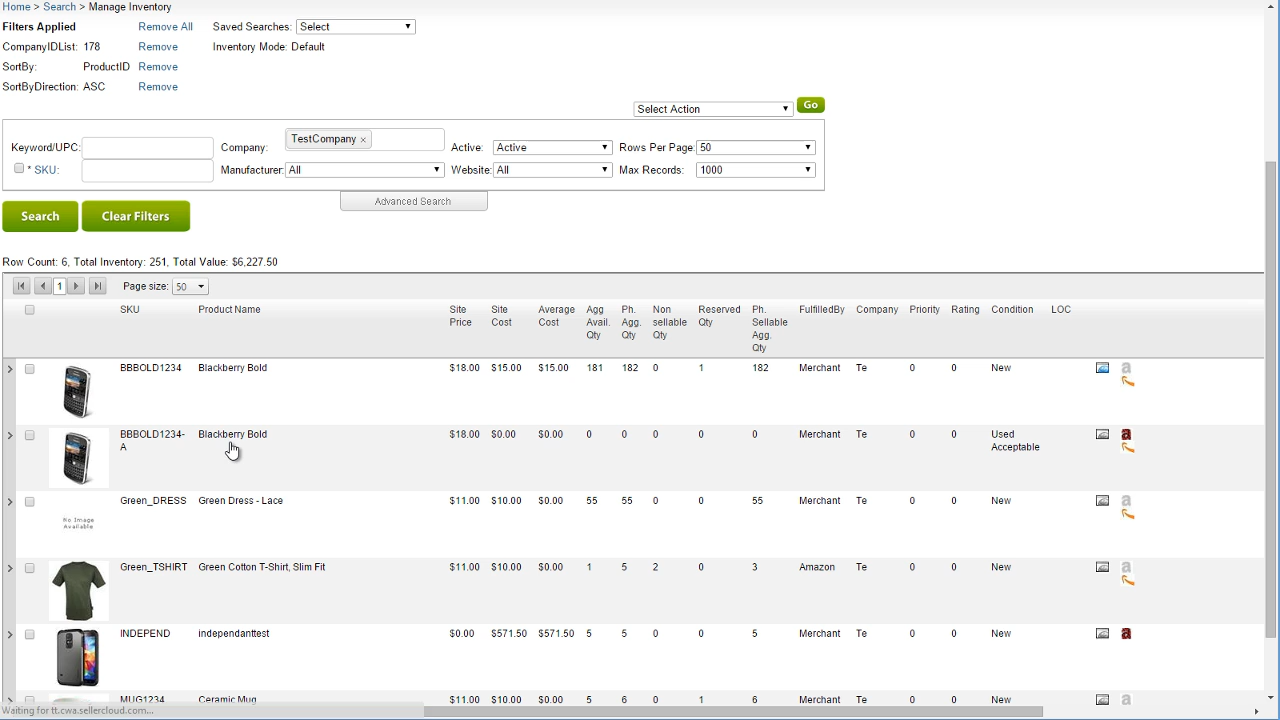 Home > Search > Manage Inventory
Filters Applied Remove All Saved Searches: Select
CompanyIDList: 178 Remove Inventory Mode: Default
SortBy: ProductID Remove
SortByDirection: ASC Remove
Select Action Go
Keyword/UPC: Company: TestCompany × Active: Active Rows Per Page: 50
* SKU: Manufacturer: All Website: All Max Records: 1000
Advanced Search
Search Clear Filters
Row Count: 6, Total Inventory: 251, Total Value: $6,227.50
1 Page size: 50
SKU Product Name Site Price Site Cost Average Cost Agg Avail. Qty Ph. Agg. Qty Non sellable Qty Reserved Qty Ph. Sellable Agg. Qty FulfilledBy Company Priority Rating Condition LOC
BBBOLD1234 Blackberry Bold $18.00 $15.00 $15.00 181 182 0 1 182 Merchant Te 0 0 New
BBBOLD1234-A Blackberry Bold $18.00 $0.00 $0.00 0 0 0 0 0 Merchant Te 0 0 Used Acceptable
Green_DRESS Green Dress - Lace $11.00 $10.00 $0.00 55 55 0 0 55 Merchant Te 0 0 New
No Image Available
Green_TSHIRT Green Cotton T-Shirt, Slim Fit $11.00 $10.00 $0.00 1 5 2 0 3 Amazon Te 0 0 New
INDEPEND independanttest $0.00 $571.50 $571.50 5 5 0 0 5 Merchant Te 0 0 New
MUG1234 Ceramic Mug $11.00 $10.00 $0.00 5 6 0 1 6 Merchant Te 0 0 New
Waiting for tt.cwa.sellercloud.com...